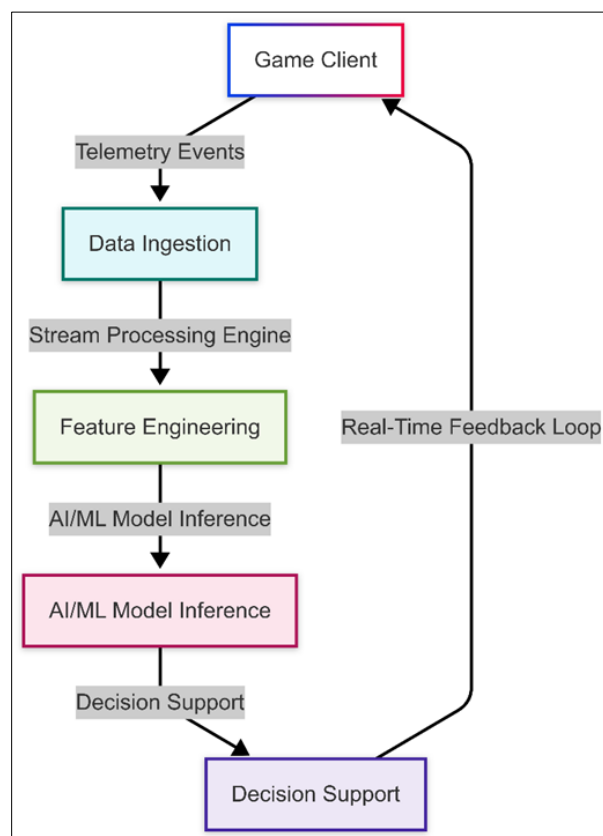 Game Client
Telemetry Events
Data Ingestion
Stream Processing Engine
Feature Engineering
Real-Time Feedback Loop
AI/ML Model Inference
AI/ML Model Inference
Decision Support
Decision Support